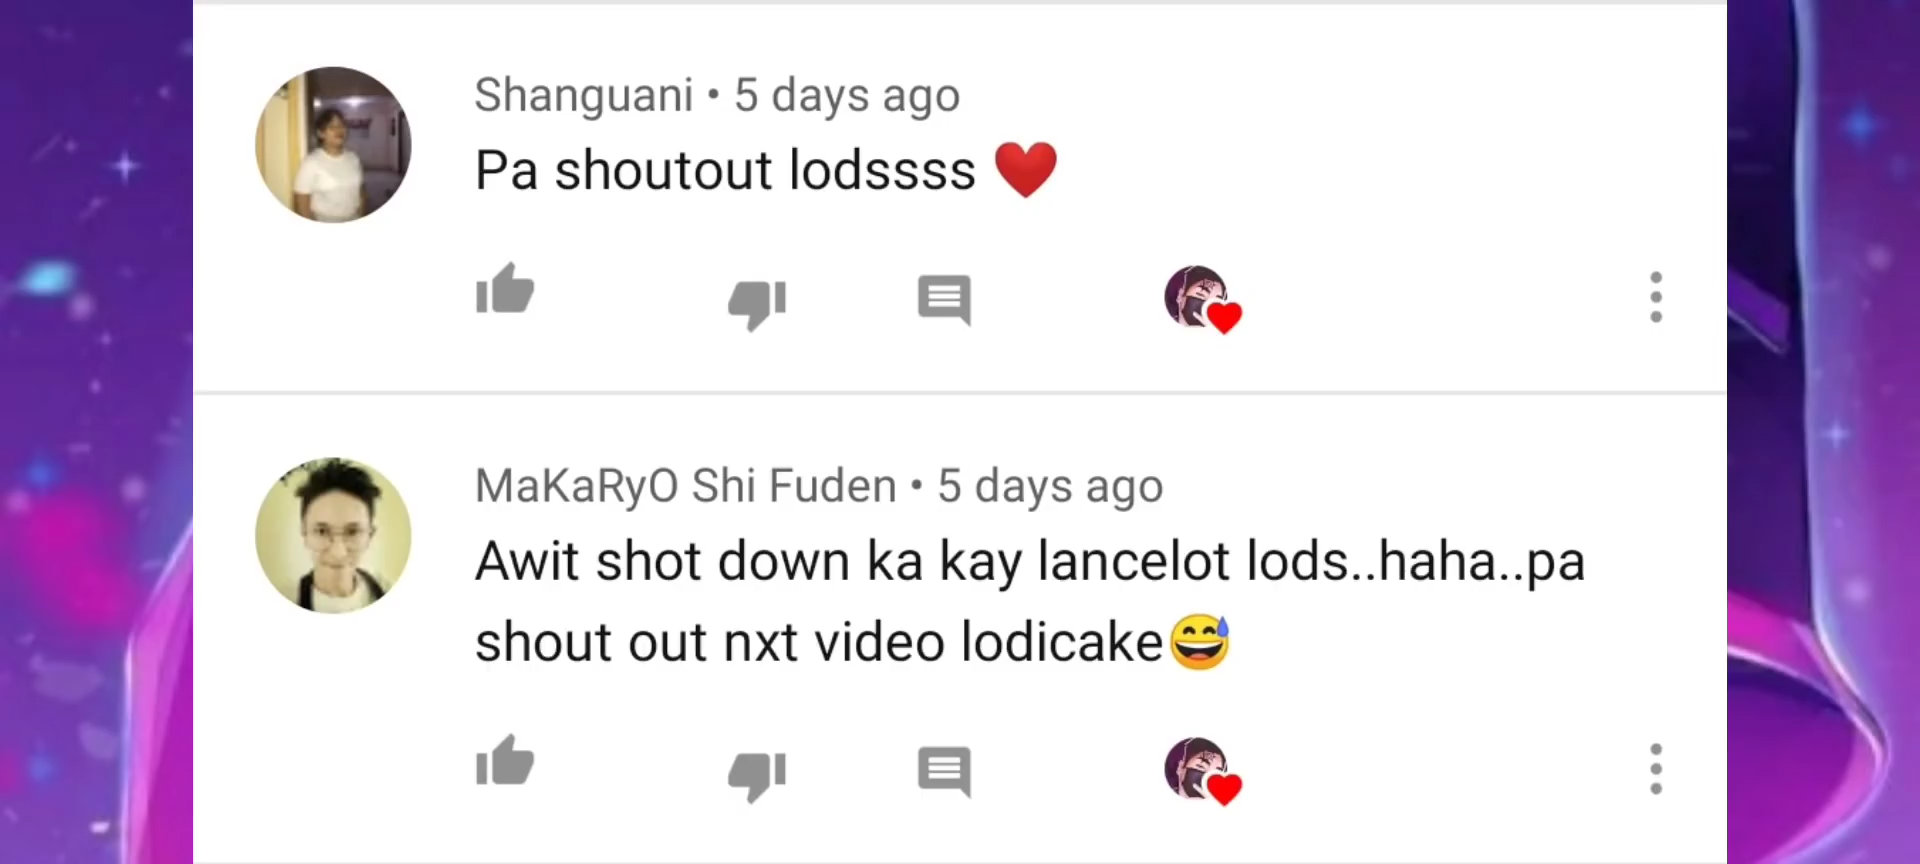 Shanguani • 5 days ago
Pa shoutout lodssss ❤️
MaKaRyO Shi Fuden • 5 days ago
Awit shot down ka kay lancelot lods..haha..pa
shout out nxt video lodicake😅